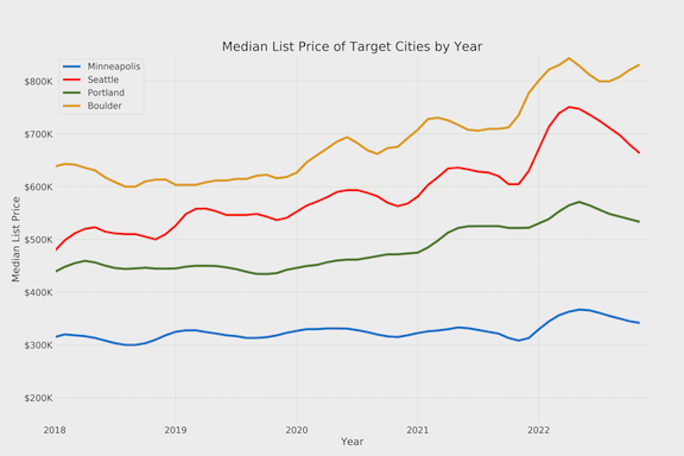 Median List Price of Target Cities by Year
Minneapolis
Seattle
Portland
Boulder
$800K
$700K
$600K
$500K
$400K
$300K
$200K
Median List Price
2018 2019 2020 2021 2022
Year